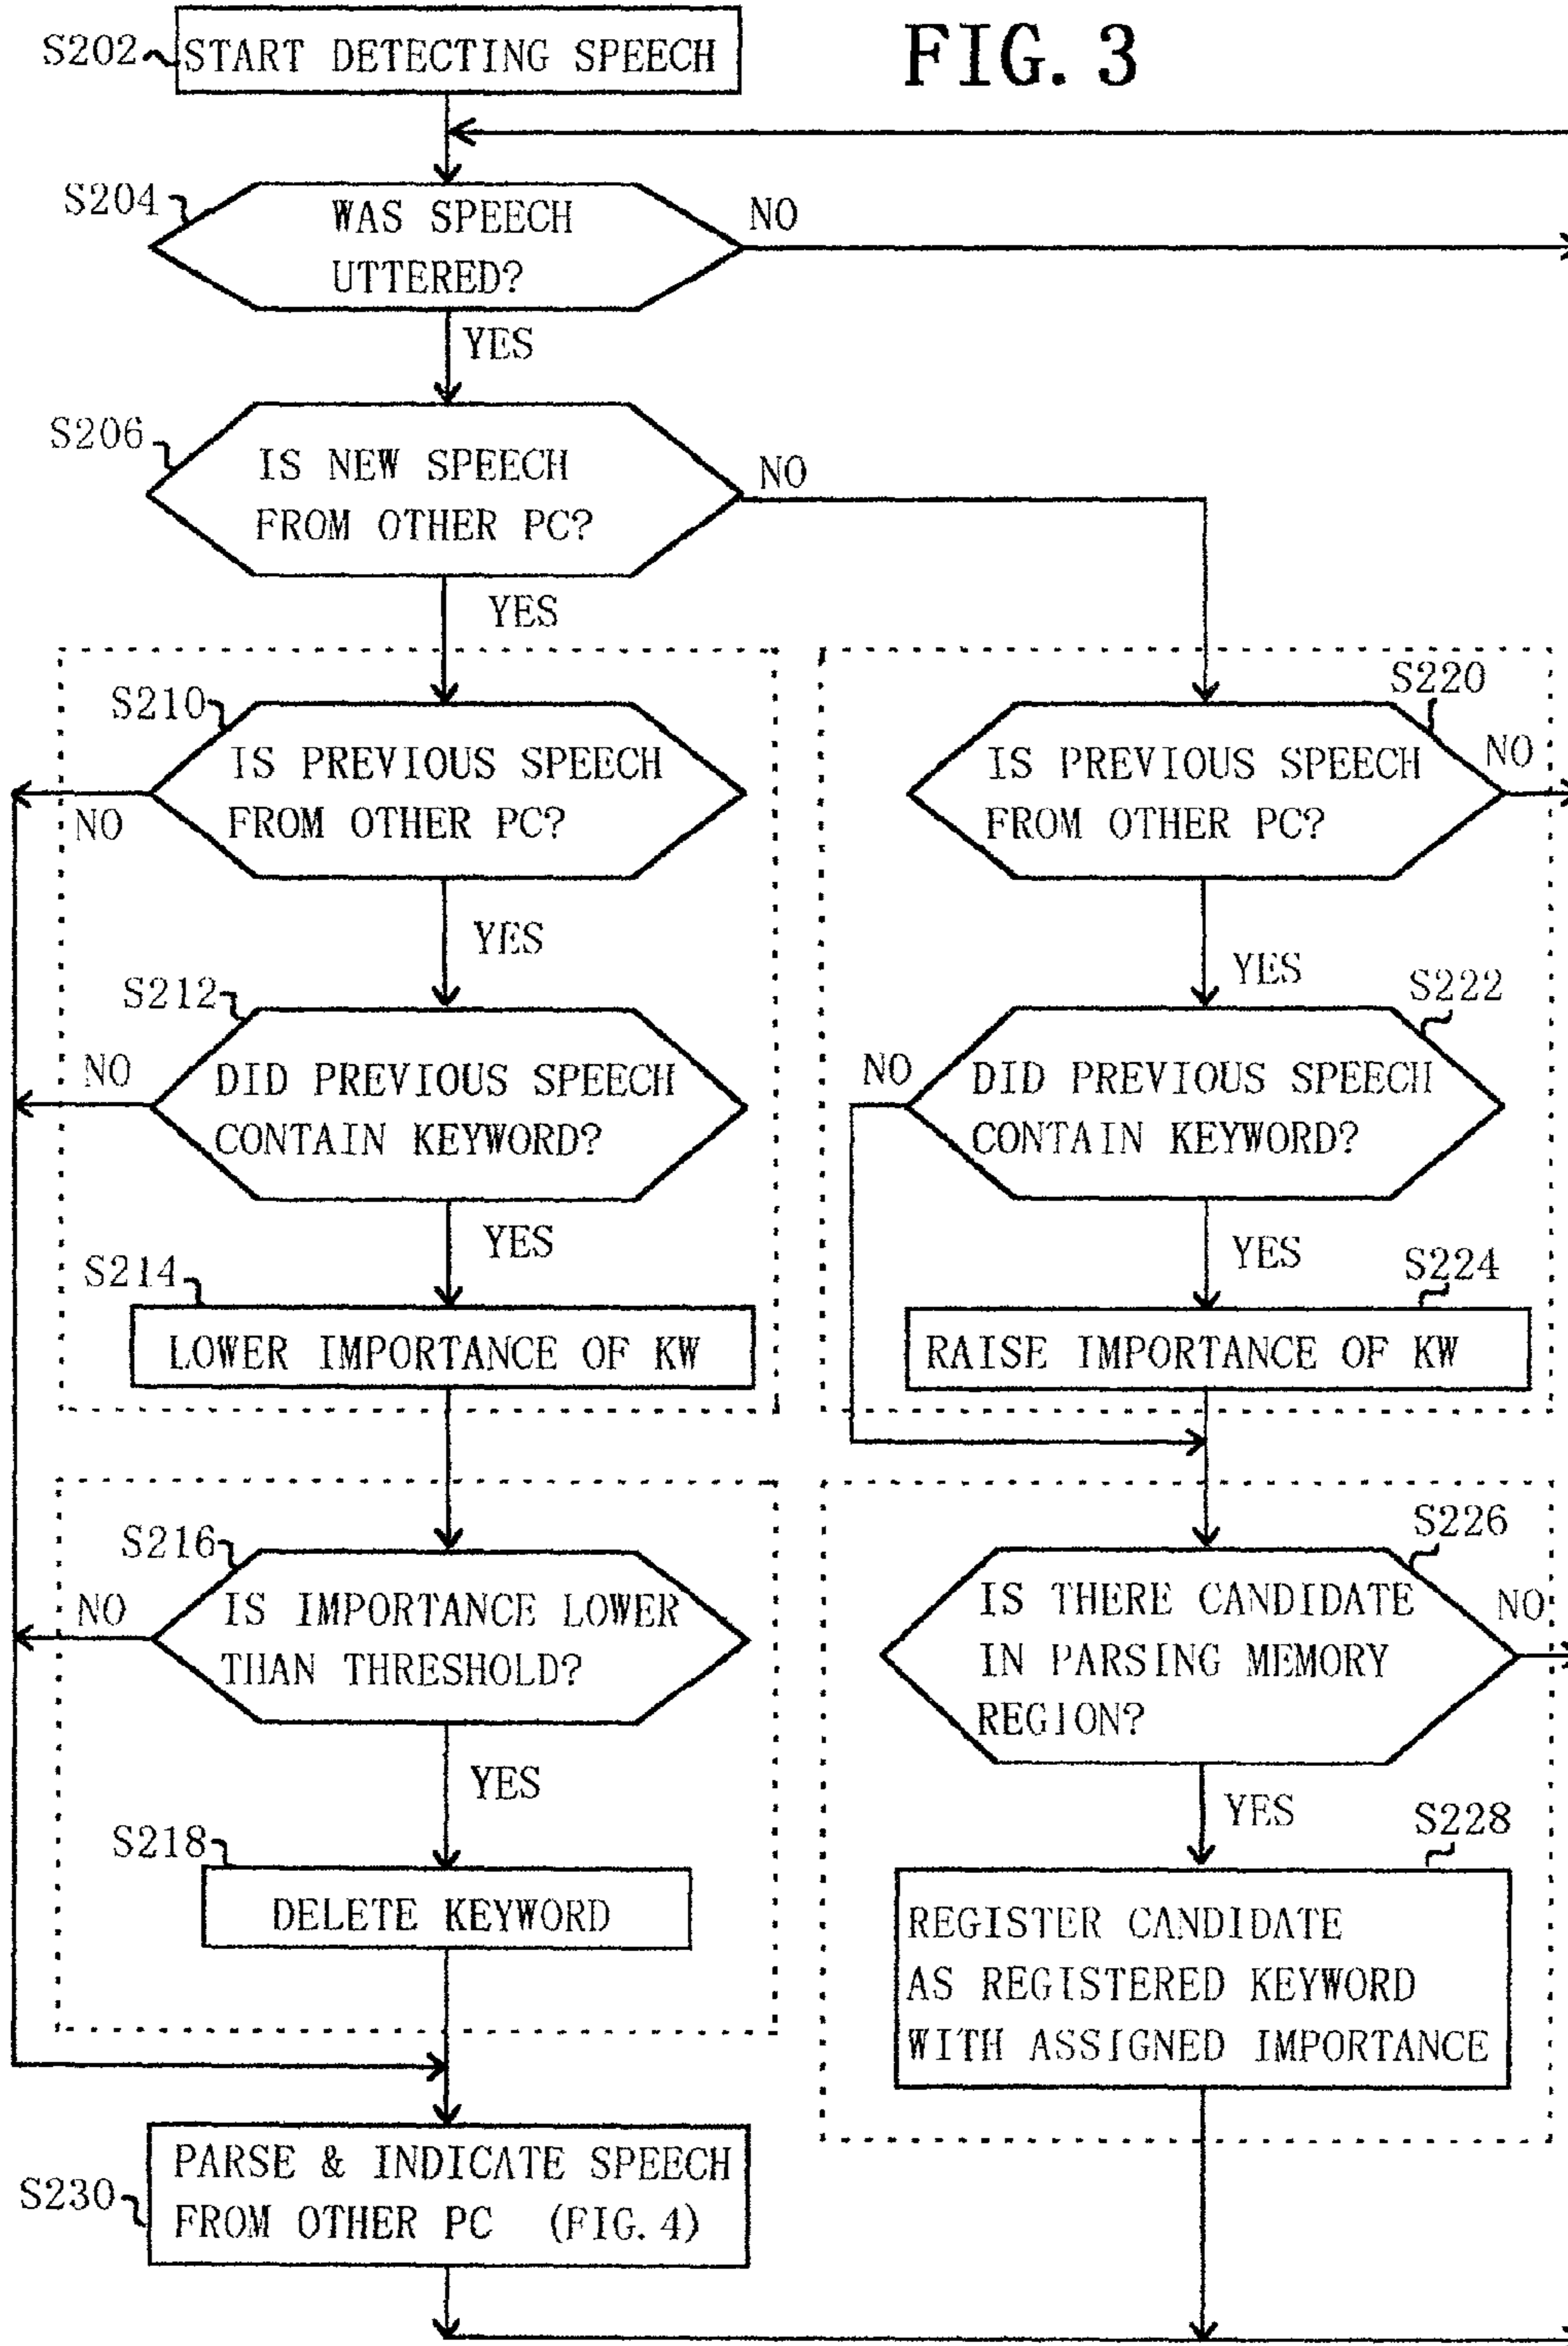 FIG. 3
S202
START DETECTING SPEECH
S204
WAS SPEECH
UTTERED?
NO
YES
S206
IS NEW SPEECH
FROM OTHER PC?
NO
YES
S210
IS PREVIOUS SPEECH
FROM OTHER PC?
NO
YES
S212
DID PREVIOUS SPEECH
CONTAIN KEYWORD?
NO
YES
S214
LOWER IMPORTANCE OF KW
S216
IS IMPORTANCE LOWER
THAN THRESHOLD?
NO
YES
S218
DELETE KEYWORD
S220
IS PREVIOUS SPEECH
FROM OTHER PC?
NO
YES
S222
DID PREVIOUS SPEECH
CONTAIN KEYWORD?
NO
YES
S224
RAISE IMPORTANCE OF KW
S226
IS THERE CANDIDATE
IN PARSING MEMORY
REGION?
NO
YES
S228
REGISTER CANDIDATE
AS REGISTERED KEYWORD
WITH ASSIGNED IMPORTANCE
S230
PARSE & INDICATE SPEECH
FROM OTHER PC (FIG. 4)